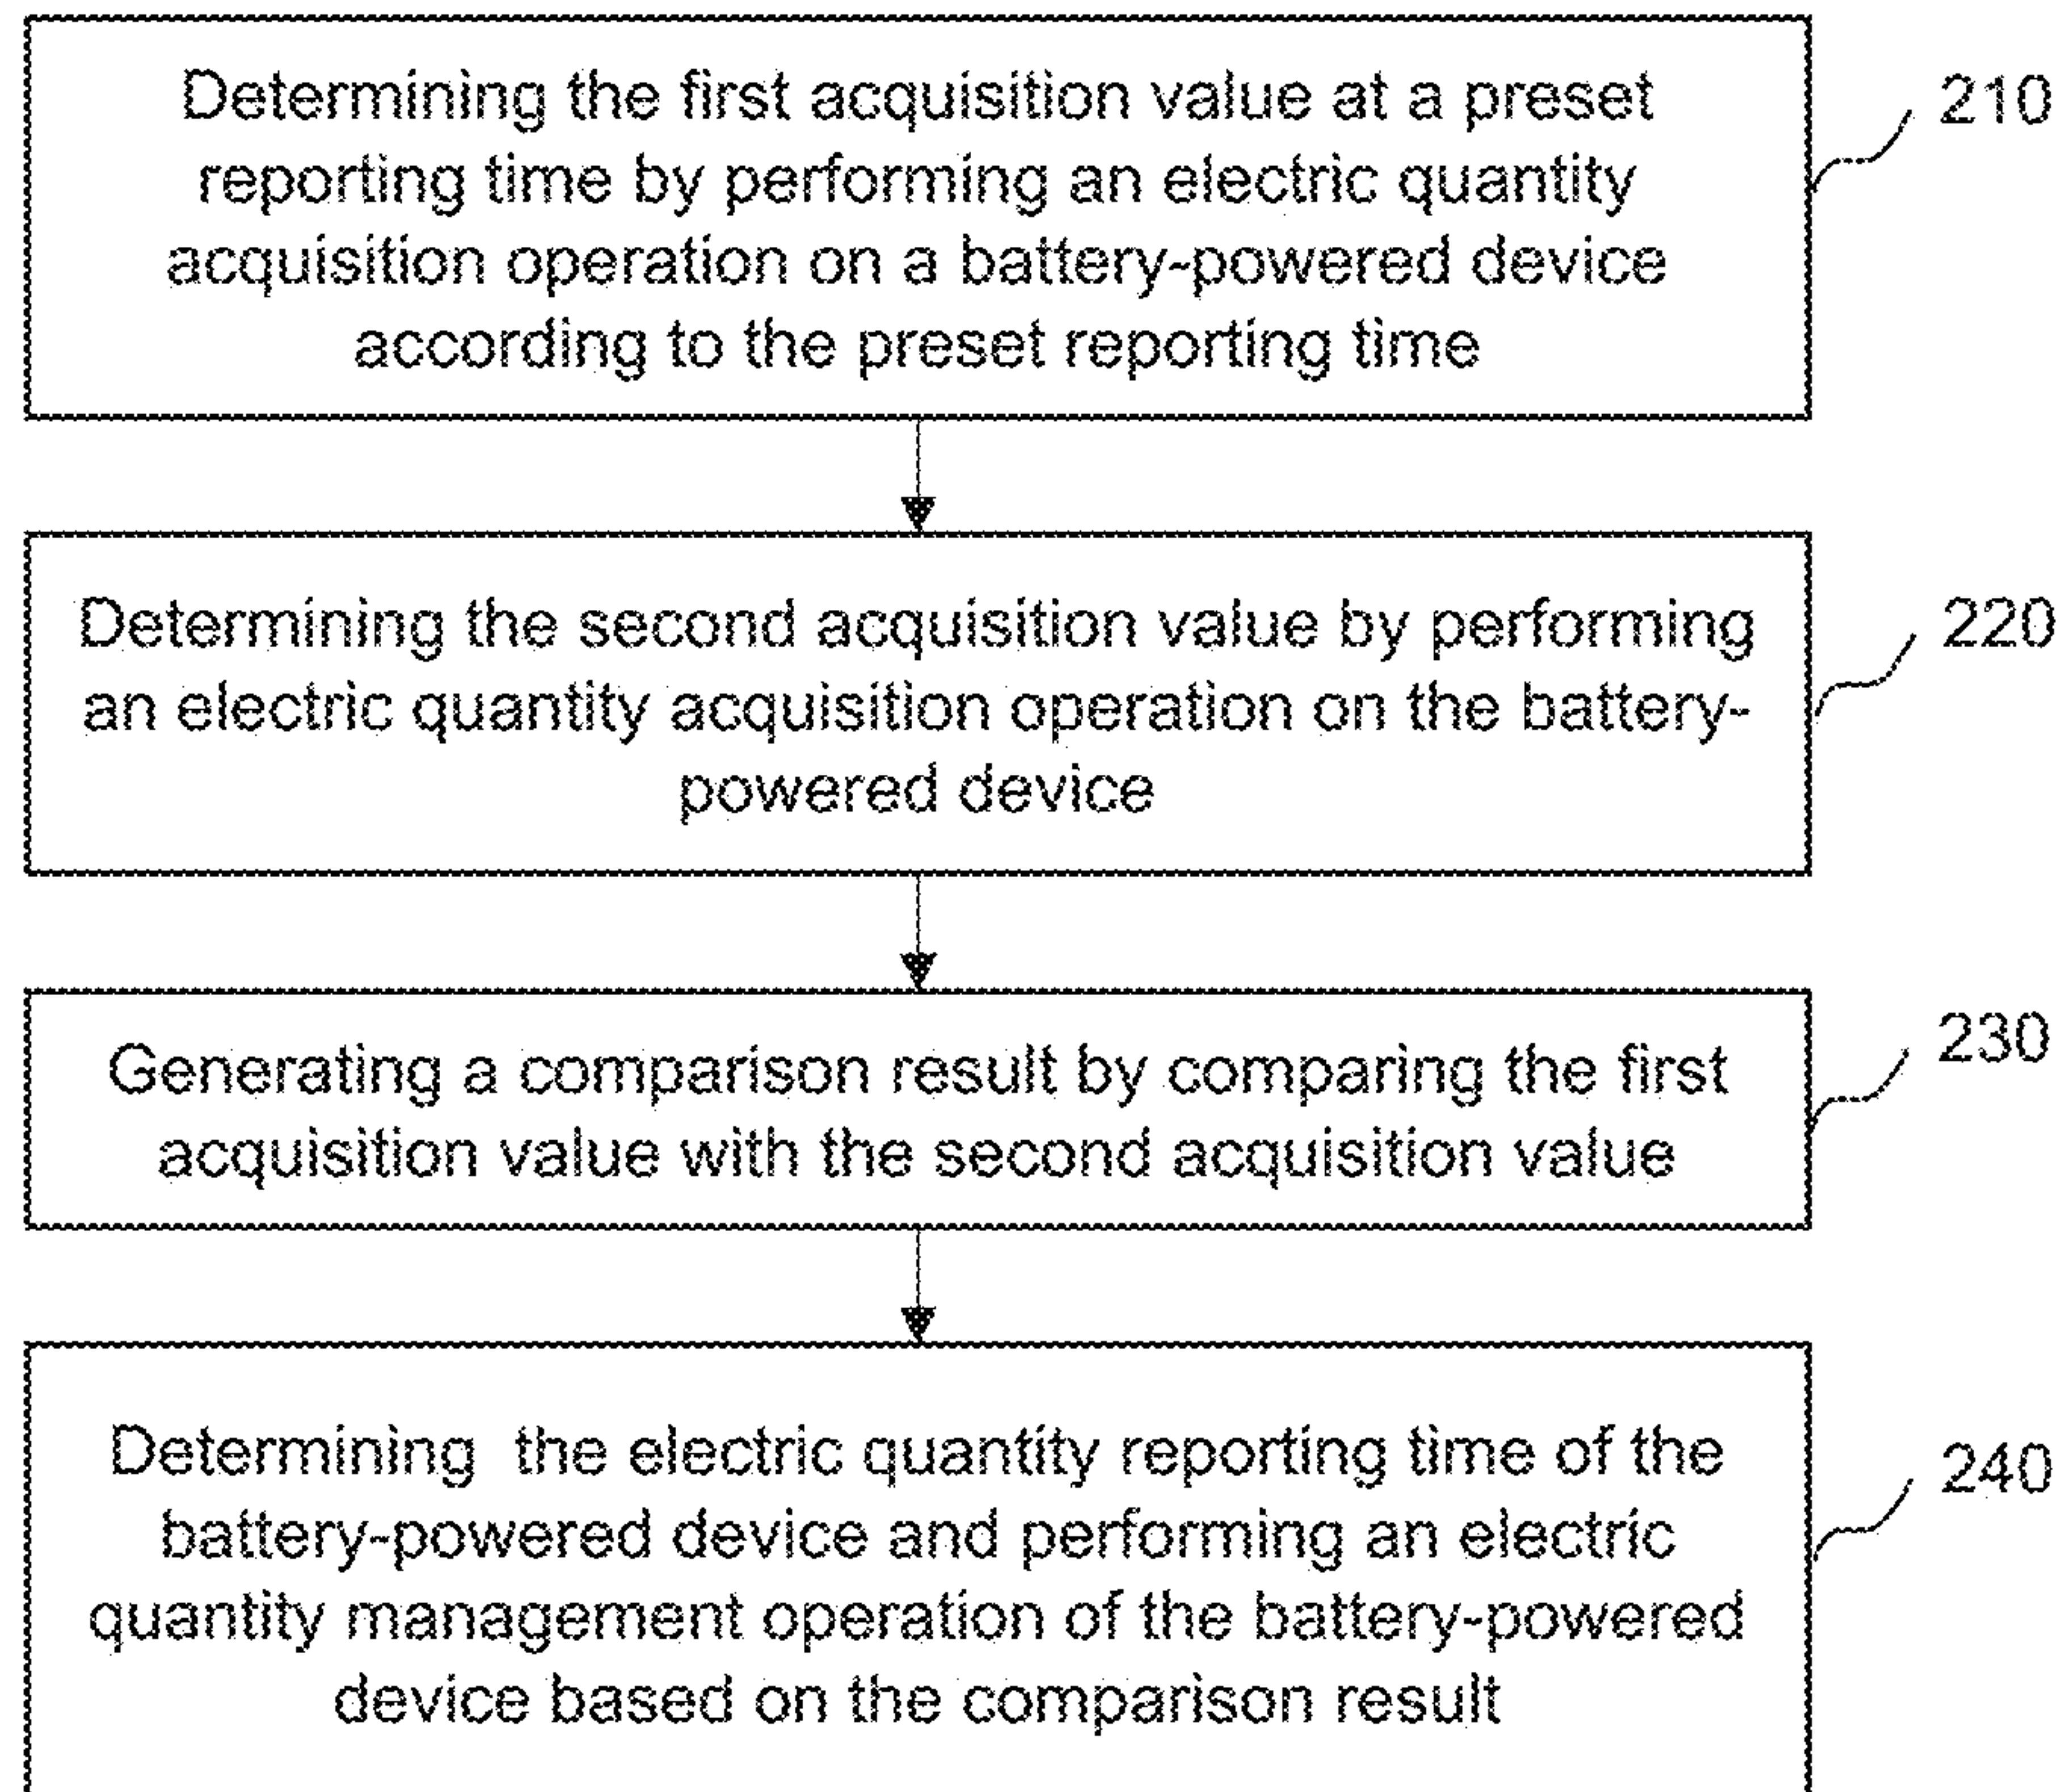 Determining the first acquisition value at a preset
reporting time by performing an electric quantity
acquisition operation on a battery-powered device
according to the preset reporting time
210
Determining the second acquisition value by performing
an electric quantity acquisition operation on the battery-
powered device
220
Generating a comparison result by comparing the first
acquisition value with the second acquisition value
230
Determining  the electric quantity reporting time of the
battery-powered device and performing an electric
quantity management operation of the battery-powered
device based on the comparison result
240